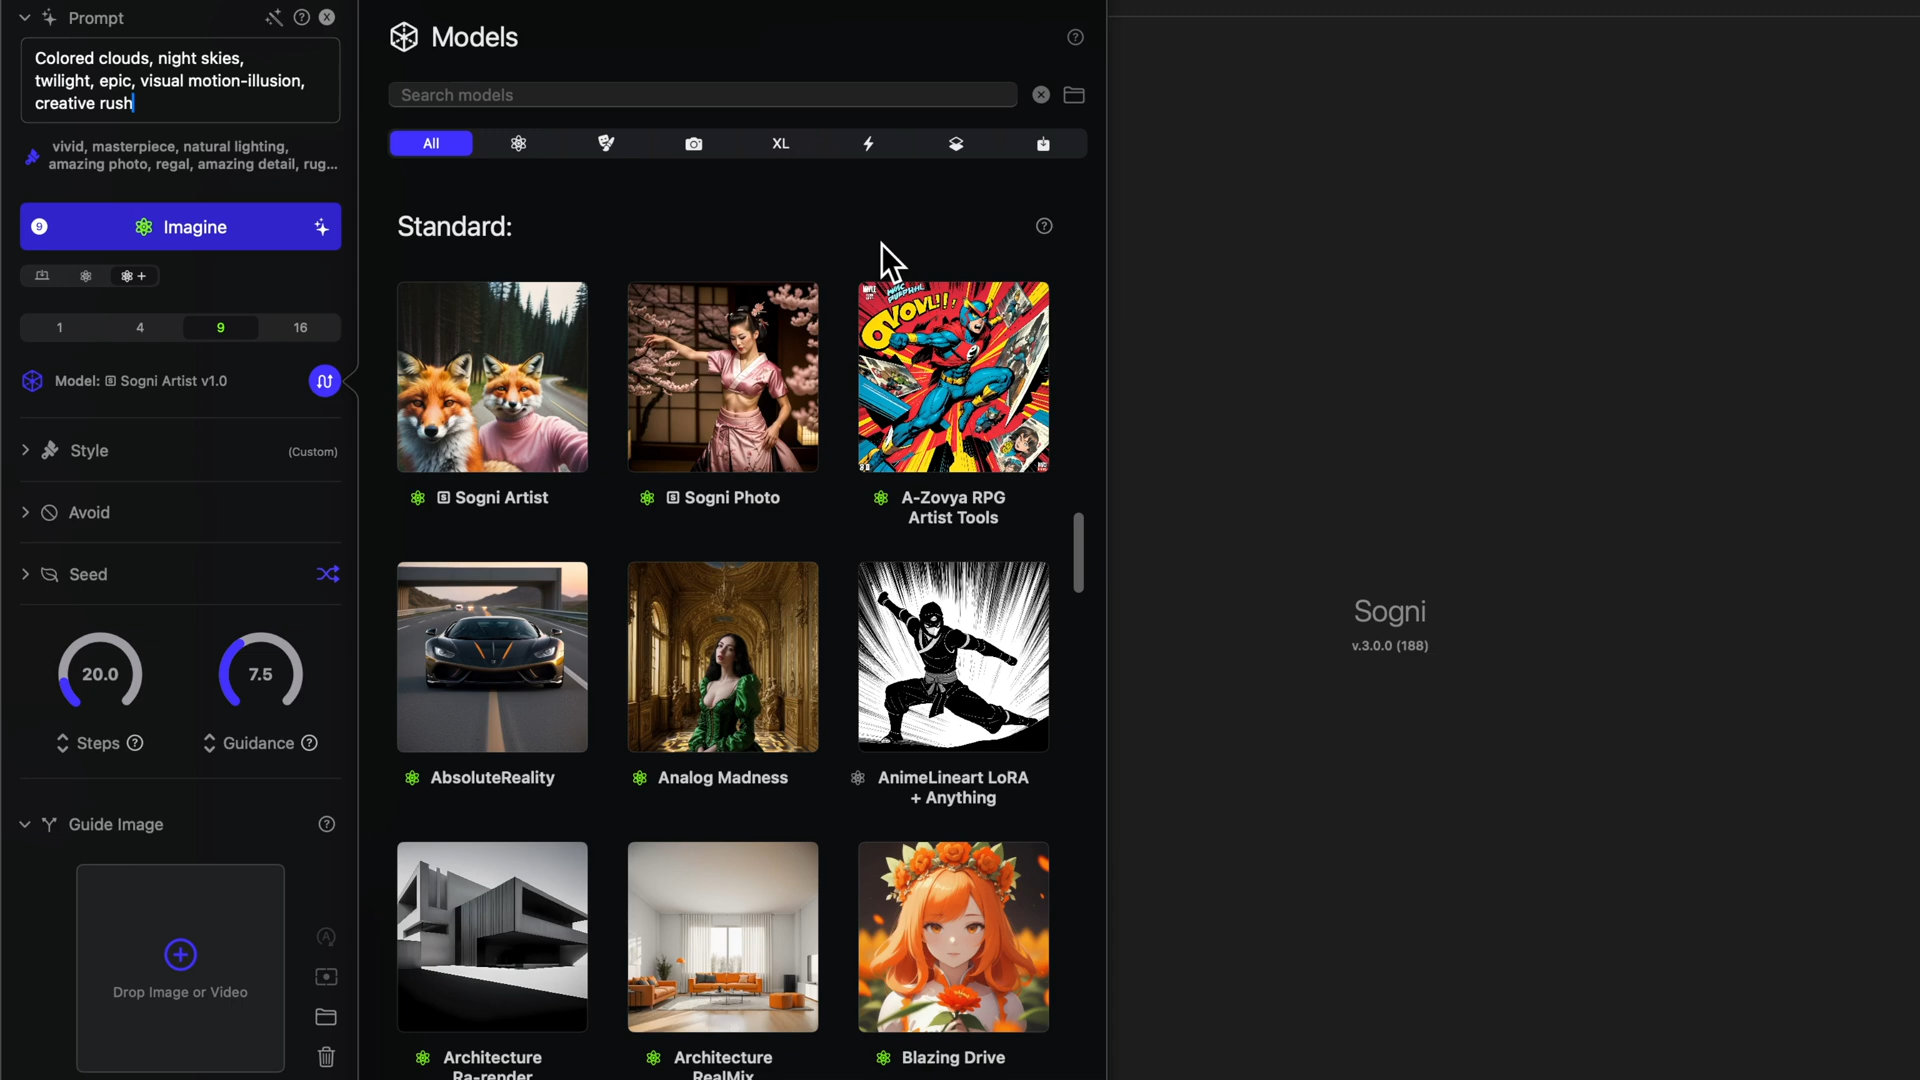 Prompt
Colored clouds, night skies,
twilight, epic, visual motion-illusion,
creative rush
vivid, masterpiece, natural lighting,
amazing photo, regal, amazing detail, rug...
9 Imagine
1 4 9 16
Model: S Sogni Artist v1.0
Style (Custom)
Avoid
Seed
20.0 7.5
Steps Guidance
Guide Image
Drop Image or Video
Models
Search models
All XL
Standard:
S Sogni Artist
S Sogni Photo
OYOVL!!!
A-Zovya RPG
Artist Tools
AbsoluteReality
Analog Madness
AnimeLineart LoRA
+ Anything
Architecture
Ra-render
Architecture
RealMix
Blazing Drive
Sogni
v.3.0.0 (188)